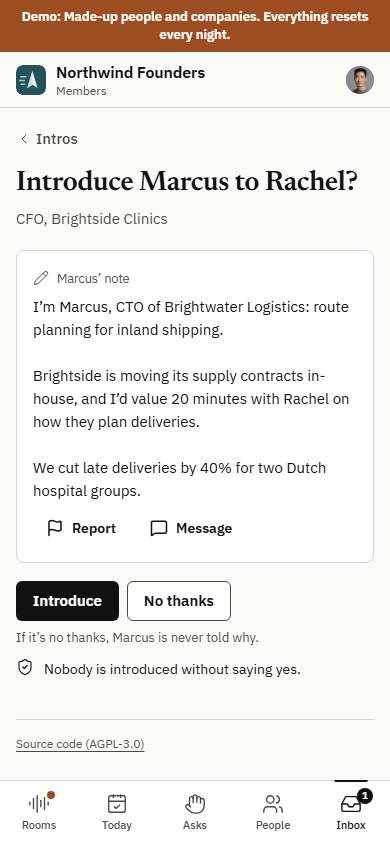 Demo: Made-up people and companies. Everything resets
every night.
Northwind Founders
Members
Intros
Introduce Marcus to Rachel?
CFO, Brightside Clinics
Marcus’ note
I’m Marcus, CTO of Brightwater Logistics: route
planning for inland shipping.
Brightside is moving its supply contracts in-
house, and I’d value 20 minutes with Rachel on
how they plan deliveries.
We cut late deliveries by 40% for two Dutch
hospital groups.
Report Message
Introduce No thanks
If it’s no thanks, Marcus is never told why.
Nobody is introduced without saying yes.
Source code (AGPL-3.0)
1
Rooms Today Asks People Inbox